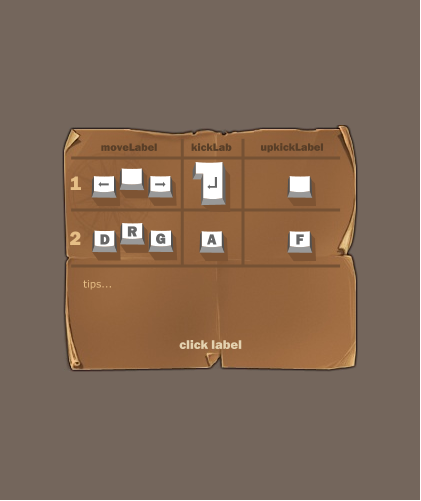 moveLabel kickLab upkickLabel
1 ← → ↵
2 D R G A F
tips...
click label